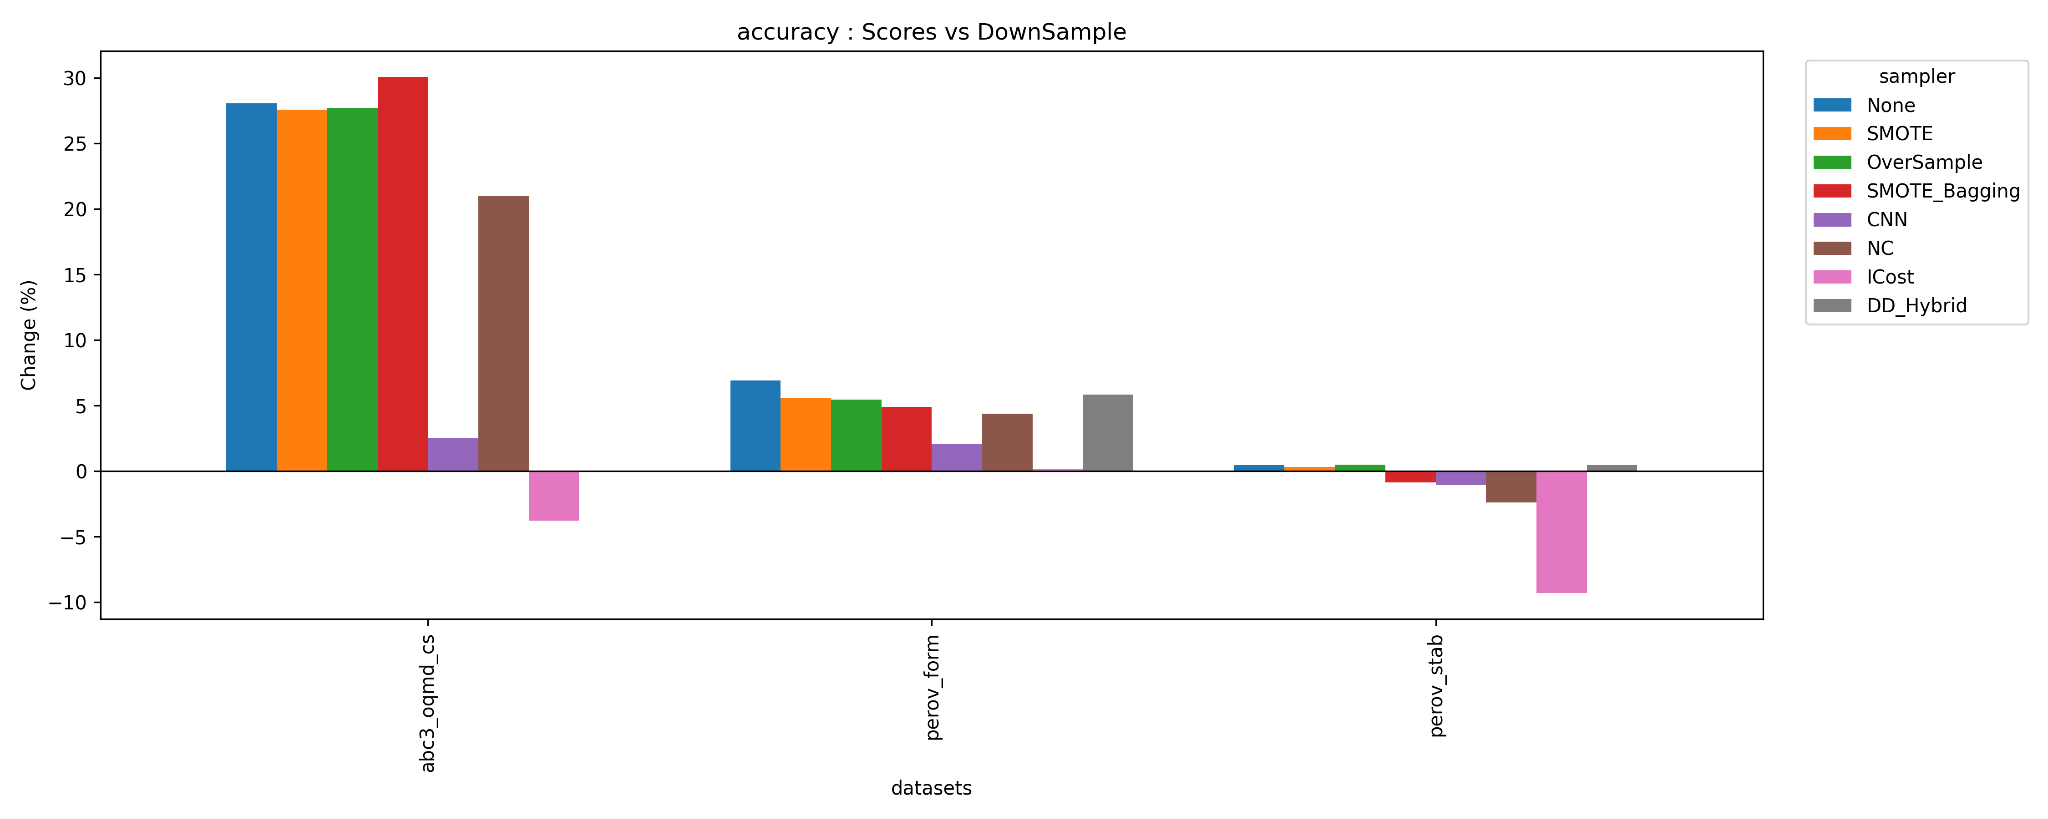 accuracy : Scores vs DownSample
Change (%)
30
25
20
15
10
5
0
−5
−10
abc3_oqmd_cs
perov_form
perov_stab
datasets
sampler
None
SMOTE
OverSample
SMOTE_Bagging
CNN
NC
ICost
DD_Hybrid